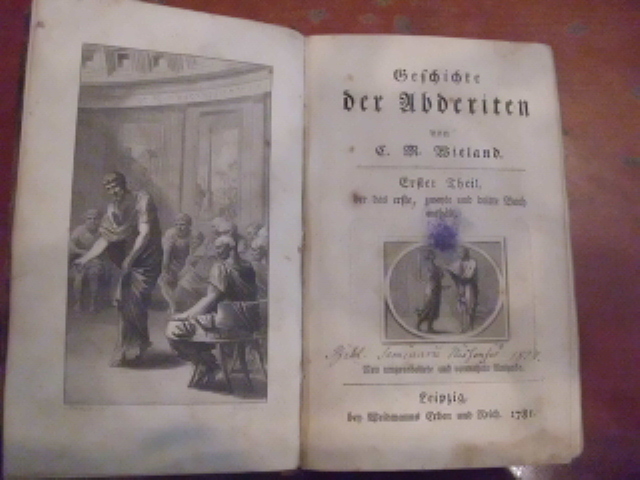 Geschichte
der Abderiten
von
C. M. Wieland.
Erster Theil,
der das erste, zweyte und dritte Buch
enthält.
Neu umgearbeitete und vermehrte Ausgabe.
Leipzig,
bey Weidmanns Erben und Reich. 1781.